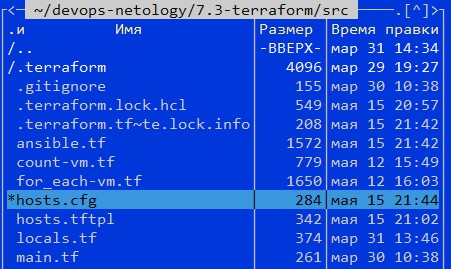 <─ ~/devops-netology/7.3-terraform/src ─.[^]>
.и Имя Размер Время правки
/.. -ВВЕРХ- мар 31 14:34
/.terraform 4096 мар 29 19:27
.gitignore 155 мар 30 10:38
.terraform.lock.hcl 549 мая 15 20:57
.terraform.tf~te.lock.info 208 мая 15 21:42
ansible.tf 1572 мая 15 21:42
count-vm.tf 779 мая 12 15:49
for_each-vm.tf 1650 мая 12 16:03
*hosts.cfg 284 мая 15 21:44
hosts.tftpl 342 мая 15 21:02
locals.tf 374 мар 31 13:46
main.tf 261 мар 30 10:38